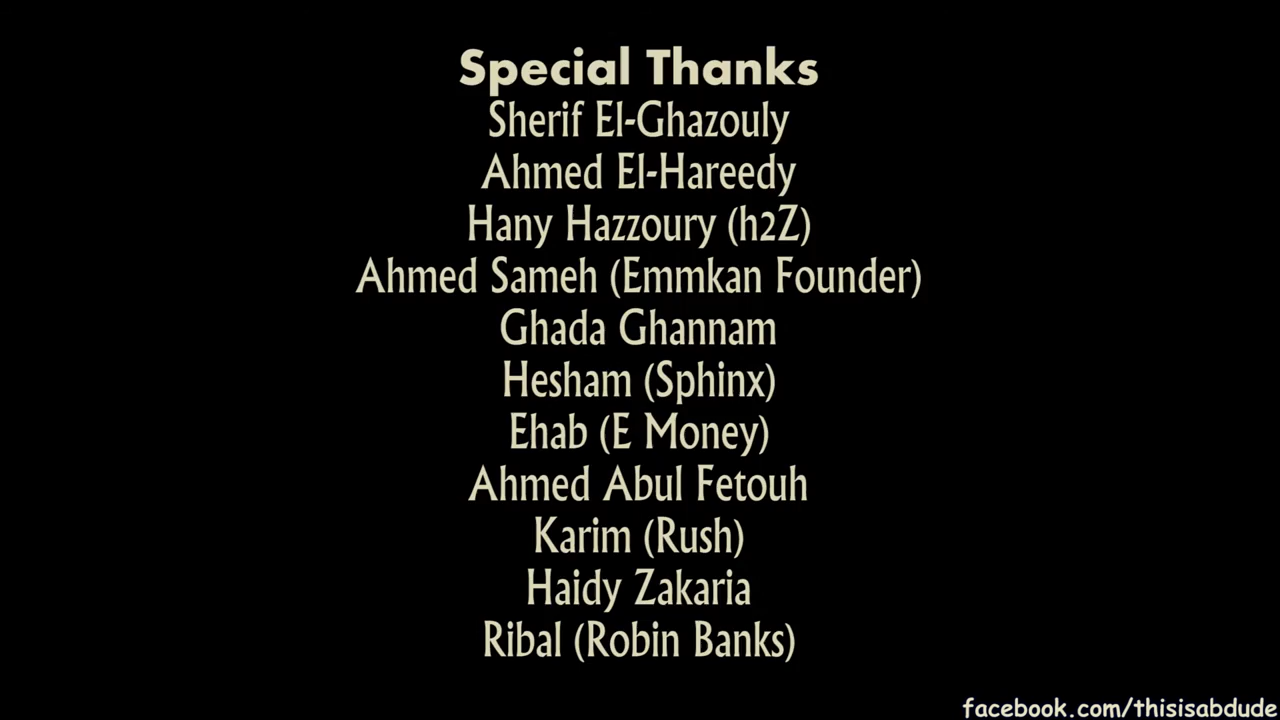 Special Thanks
Sherif El-Ghazouly
Ahmed El-Hareedy
Hany Hazzoury (h2Z)
Ahmed Sameh (Emmkan Founder)
Ghada Ghannam
Hesham (Sphinx)
Ehab (E Money)
Ahmed Abul Fetouh
Karim (Rush)
Haidy Zakaria
Ribal (Robin Banks)
facebook.com/thisisabdude